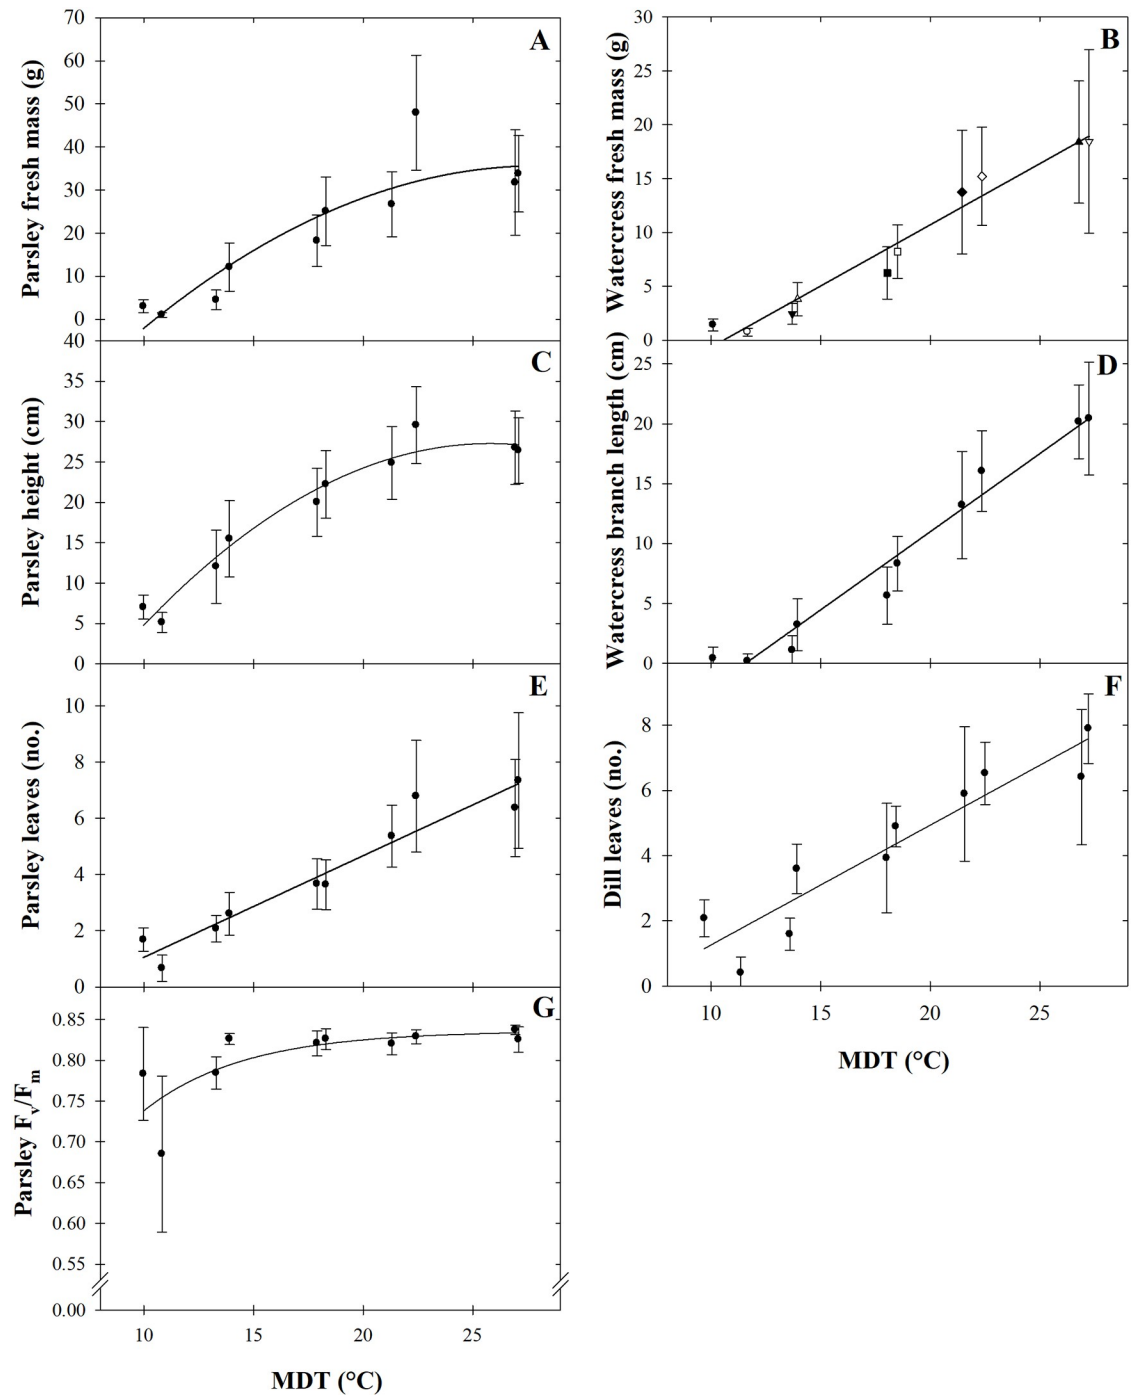 A
Parsley fresh mass (g)
70
60
50
40
30
20
10
0
B
Watercress fresh mass (g)
30
25
20
15
10
5
0
C
Parsley height (cm)
40
35
30
25
20
15
10
5
0
D
Watercress branch length (cm)
25
20
15
10
5
0
E
Parsley leaves (no.)
10
8
6
4
2
0
F
Dill leaves (no.)
8
6
4
2
0
10 15 20 25
MDT (°C)
G
Parsley Fv/Fm
0.85
0.80
0.75
0.70
0.65
0.60
0.55
0.00
10 15 20 25
MDT (°C)